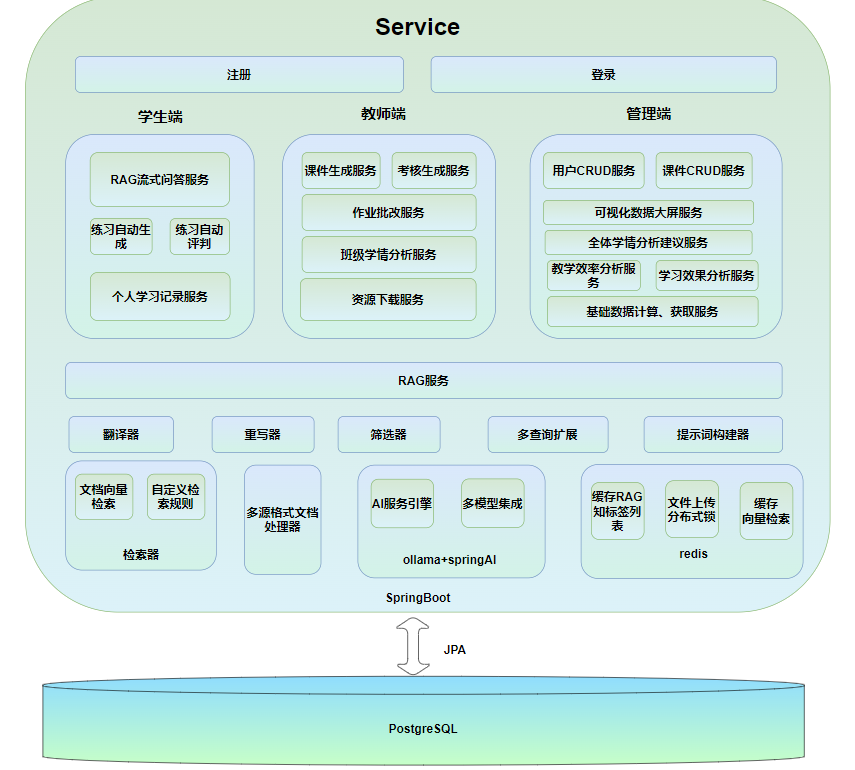 Service
注册
登录
学生端
教师端
管理端
RAG流式问答服务
练习自动生
成
练习自动
评判
个人学习记录服务
课件生成服务
考核生成服务
作业批改服务
班级学情分析服务
资源下载服务
用户CRUD服务
课件CRUD服务
可视化数据大屏服务
全体学情分析建议服务
教学效率分析服
务
学习效果分析服务
基础数据计算、获取服务
RAG服务
翻译器
重写器
筛选器
多查询扩展
提示词构建器
文档向量
检索
自定义检
索规则
检索器
多源格式文档
处理器
AI服务引擎
多模型集成
ollama+springAI
缓存RAG
知标签列
表
文件上传
分布式锁
缓存
向量检索
redis
SpringBoot
JPA
PostgreSQL